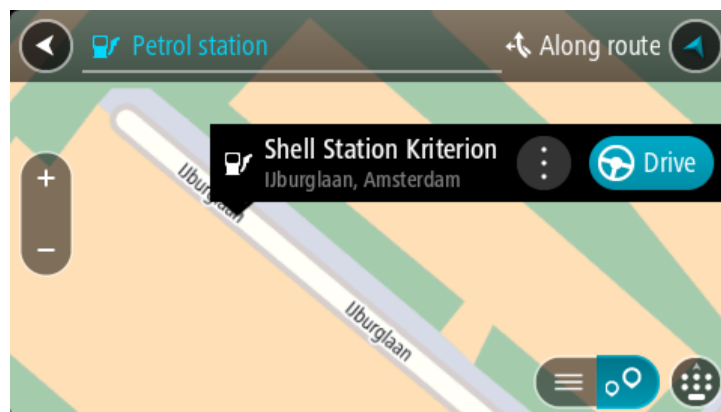 Petrol station
Along route
Shell Station Kriterion
IJburglaan, Amsterdam
Drive
IJburglaan
IJburglaan